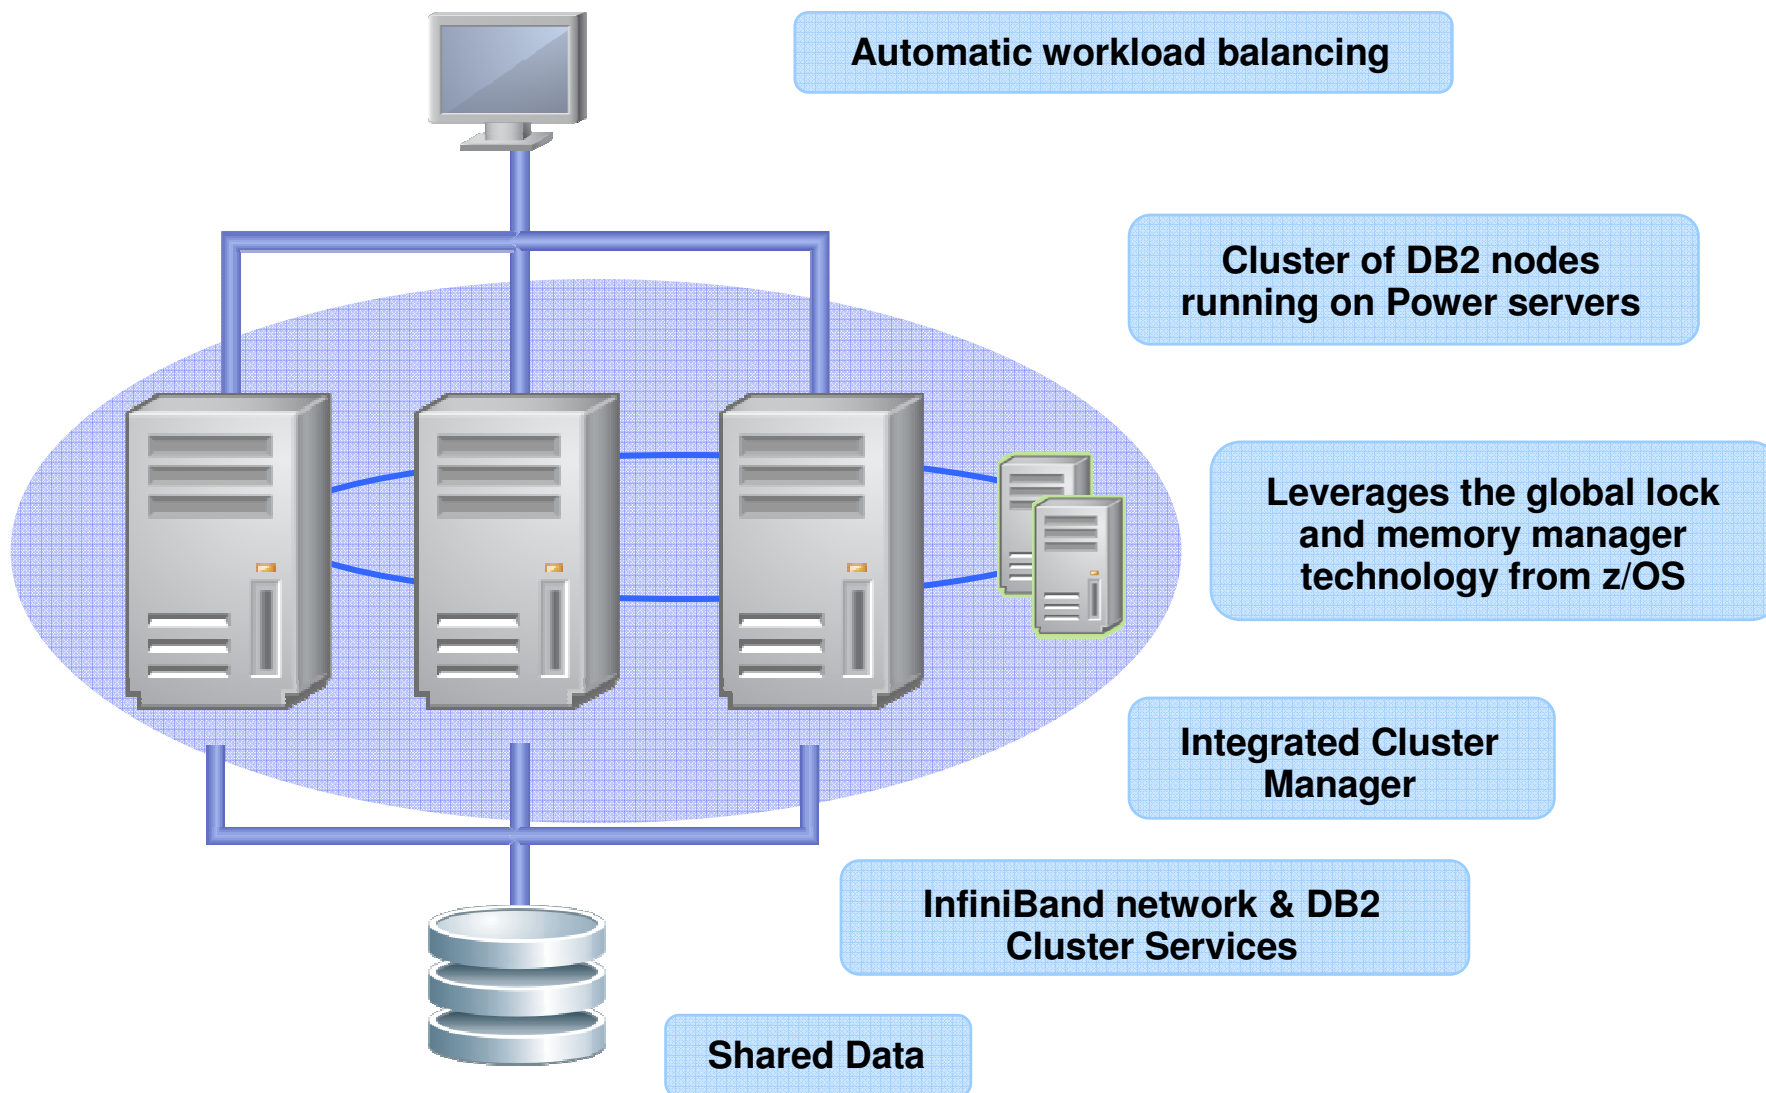 Automatic workload balancing
Cluster of DB2 nodes
running on Power servers
Leverages the global lock
and memory manager
technology from z/OS
Integrated Cluster
Manager
InfiniBand network & DB2
Cluster Services
Shared Data